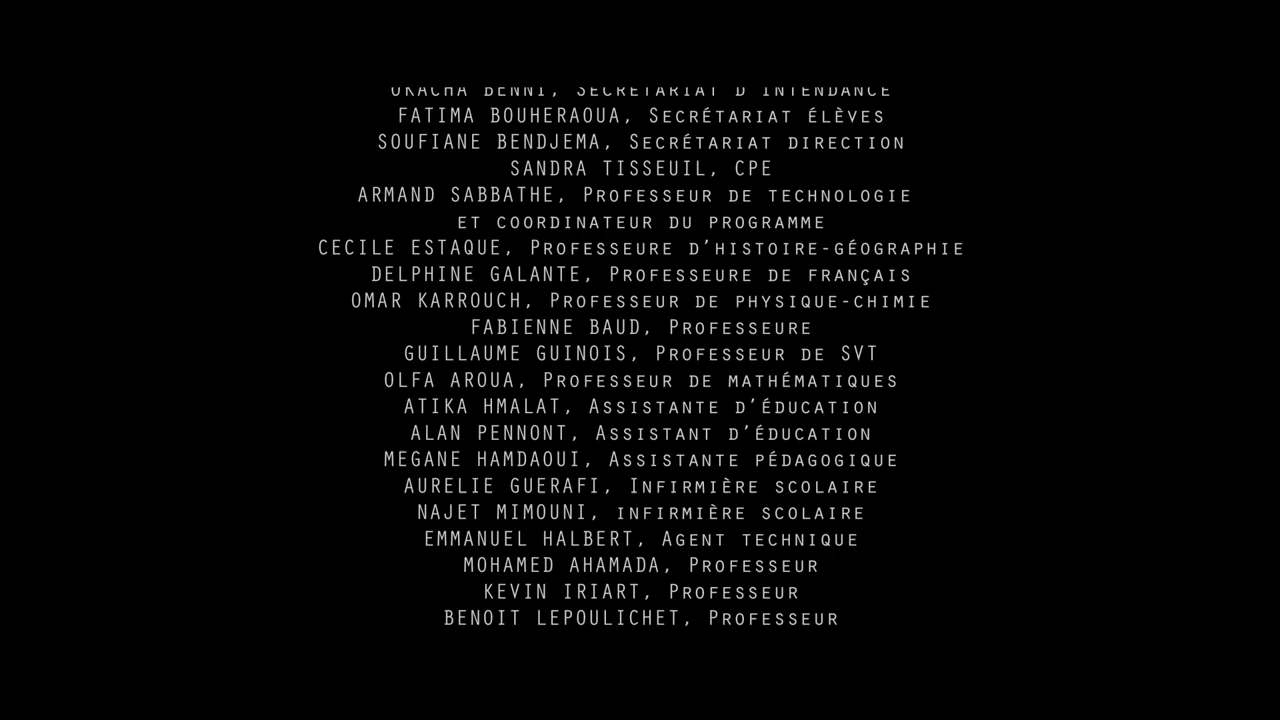 BENNI, SECRÉTARIAT D'INTENDANCE
FATIMA BOUHERAOUA, SECRÉTARIAT ÉLÈVES
SOUFIANE BENDJEMA, SECRÉTARIAT DIRECTION
SANDRA TISSEUIL, CPE
ARMAND SABBATHE, PROFESSEUR DE TECHNOLOGIE
ET COORDINATEUR DU PROGRAMME
CECILE ESTAQUE, PROFESSEURE D'HISTOIRE-GÉOGRAPHIE
DELPHINE GALANTE, PROFESSEURE DE FRANÇAIS
OMAR KARROUCH, PROFESSEUR DE PHYSIQUE-CHIMIE
FABIENNE BAUD, PROFESSEURE
GUILLAUME GUINOIS, PROFESSEUR DE SVT
OLFA AROUA, PROFESSEUR DE MATHÉMATIQUES
ATIKA HMALAT, ASSISTANTE D'ÉDUCATION
ALAN PENNONT, ASSISTANT D'ÉDUCATION
MEGANE HAMDAOUI, ASSISTANTE PÉDAGOGIQUE
AURELIE GUERAFI, INFIRMIÈRE SCOLAIRE
NAJET MIMOUNI, INFIRMIÈRE SCOLAIRE
EMMANUEL HALBERT, AGENT TECHNIQUE
MOHAMED AHAMADA, PROFESSEUR
KEVIN IRIART, PROFESSEUR
BENOIT LEPOULICHET, PROFESSEUR